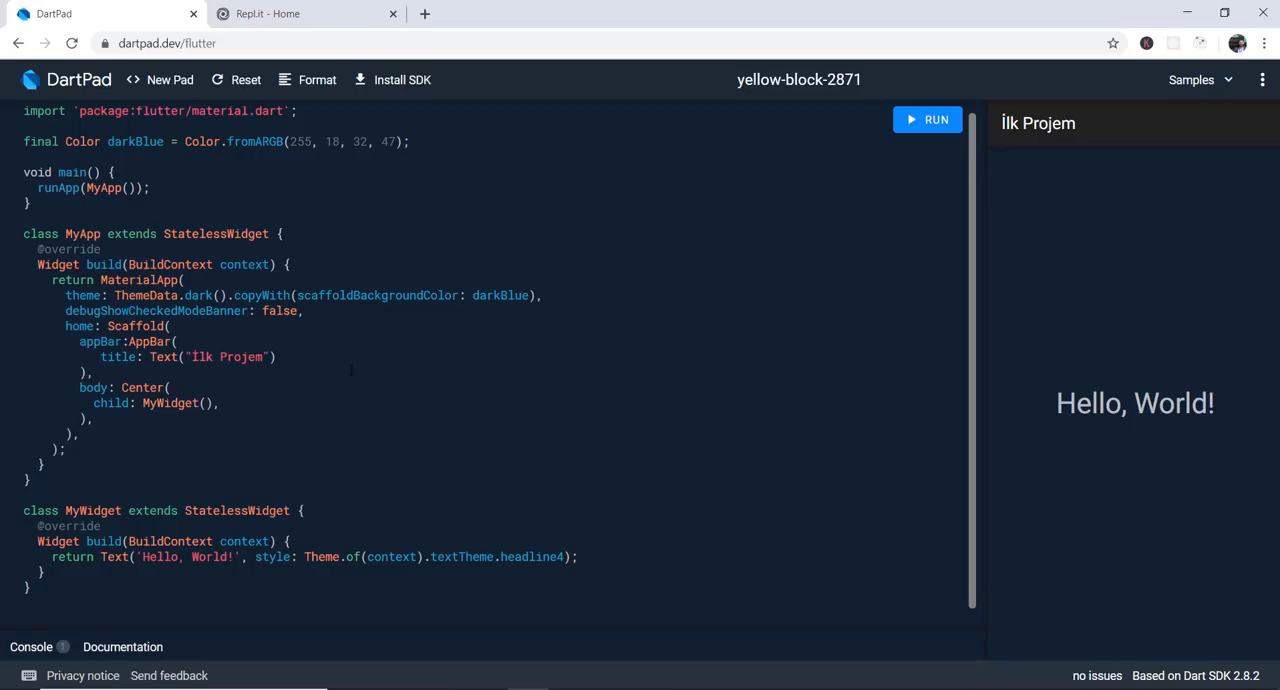 DartPad
Repl.it - Home
dartpad.dev/flutter
DartPad
<> New Pad
Reset
Format
Install SDK
yellow-block-2871
Samples
import `package:flutter/material.dart`;
final Color darkBlue = Color.fromARGB(255, 18, 32, 47);
void main() {
runApp(MyApp());
}
class MyApp extends StatelessWidget {
@override
Widget build(BuildContext context) {
return MaterialApp(
theme: ThemeData.dark().copyWith(scaffoldBackgroundColor: darkBlue),
debugShowCheckedModeBanner: false,
home: Scaffold(
appBar:AppBar(
title: Text("İlk Projem")
),
body: Center(
child: MyWidget(),
),
),
);
}
}
class MyWidget extends StatelessWidget {
@override
Widget build(BuildContext context) {
return Text('Hello, World!', style: Theme.of(context).textTheme.headline4);
}
}
RUN
İlk Projem
Hello, World!
Console 1
Documentation
Privacy notice
Send feedback
no issues
Based on Dart SDK 2.8.2